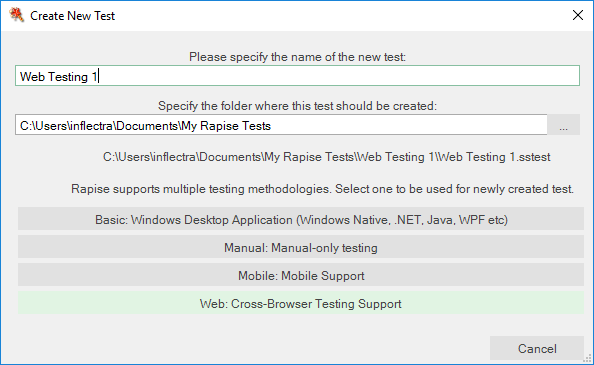 Create New Test
Please specify the name of the new test:
Web Testing 1
Specify the folder where this test should be created:
C:\Users\inflectra\Documents\My Rapise Tests
...
C:\Users\inflectra\Documents\My Rapise Tests\Web Testing 1\Web Testing 1.sstest
Rapise supports multiple testing methodologies. Select one to be used for newly created test.
Basic: Windows Desktop Application (Windows Native, .NET, Java, WPF etc)
Manual: Manual-only testing
Mobile: Mobile Support
Web: Cross-Browser Testing Support
Cancel